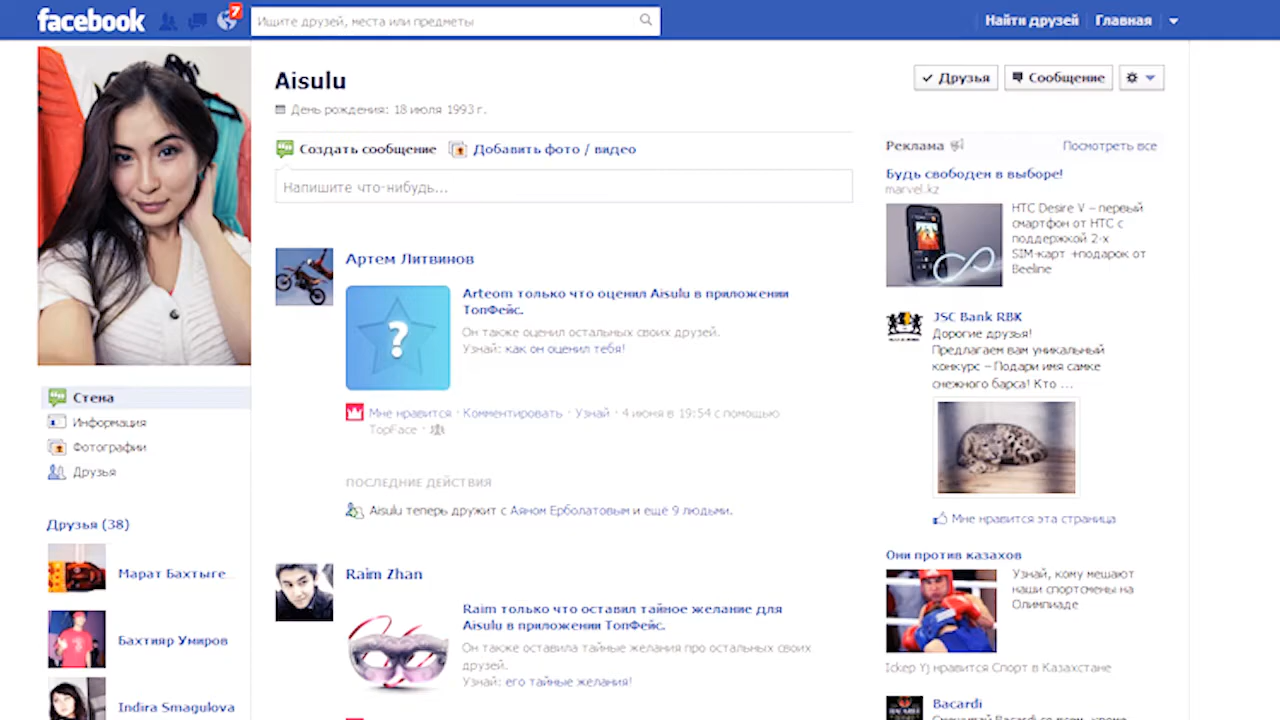 facebook
7
Ищите друзей, места или предметы
Найти друзей
Главная
Aisulu
День рождения: 18 июля 1993 г.
Друзья
Сообщение
Создать сообщение
Добавить фото / видео
Напишите что-нибудь...
Артем Литвинов
Arteom только что оценил Aisulu в приложении
ТопФейс.
Он также оценил остальных своих друзей.
Узнай: как он оценил тебя!
Мне нравится · Комментировать · Узнай · 4 июня в 19:54 с помощью
TopFace ·
ПОСЛЕДНИЕ ДЕЙСТВИЯ
Aisulu теперь дружит с Аяном Ерболатовым и ещё 9 людьми.
Raim Zhan
Raim только что оставил тайное желание для
Aisulu в приложении ТопФейс.
Он также оставила тайные желания про остальных своих
друзей.
Узнай: его тайные желания!
Стена
Информация
Фотографии
Друзья
Друзья (38)
Марат Бахтыге...
Бахтияр Умиров
Indira Smagulova
Реклама
Посмотреть все
Будь свободен в выборе!
marvel.kz
HTC Desire V – первый
смартфон от HTC с
поддержкой 2-х
SIM-карт +подарок от
Beeline
JSC Bank RBK
Дорогие друзья!
Предлагаем вам уникальный
конкурс – Подари имя самке
снежного барса! Кто ...
Мне нравится эта страница
Они против казахов
Узнай, кому мешают
наши спортсмены на
Олимпиаде
Ickep Yj нравится Спорт в Казахстане
Bacardi